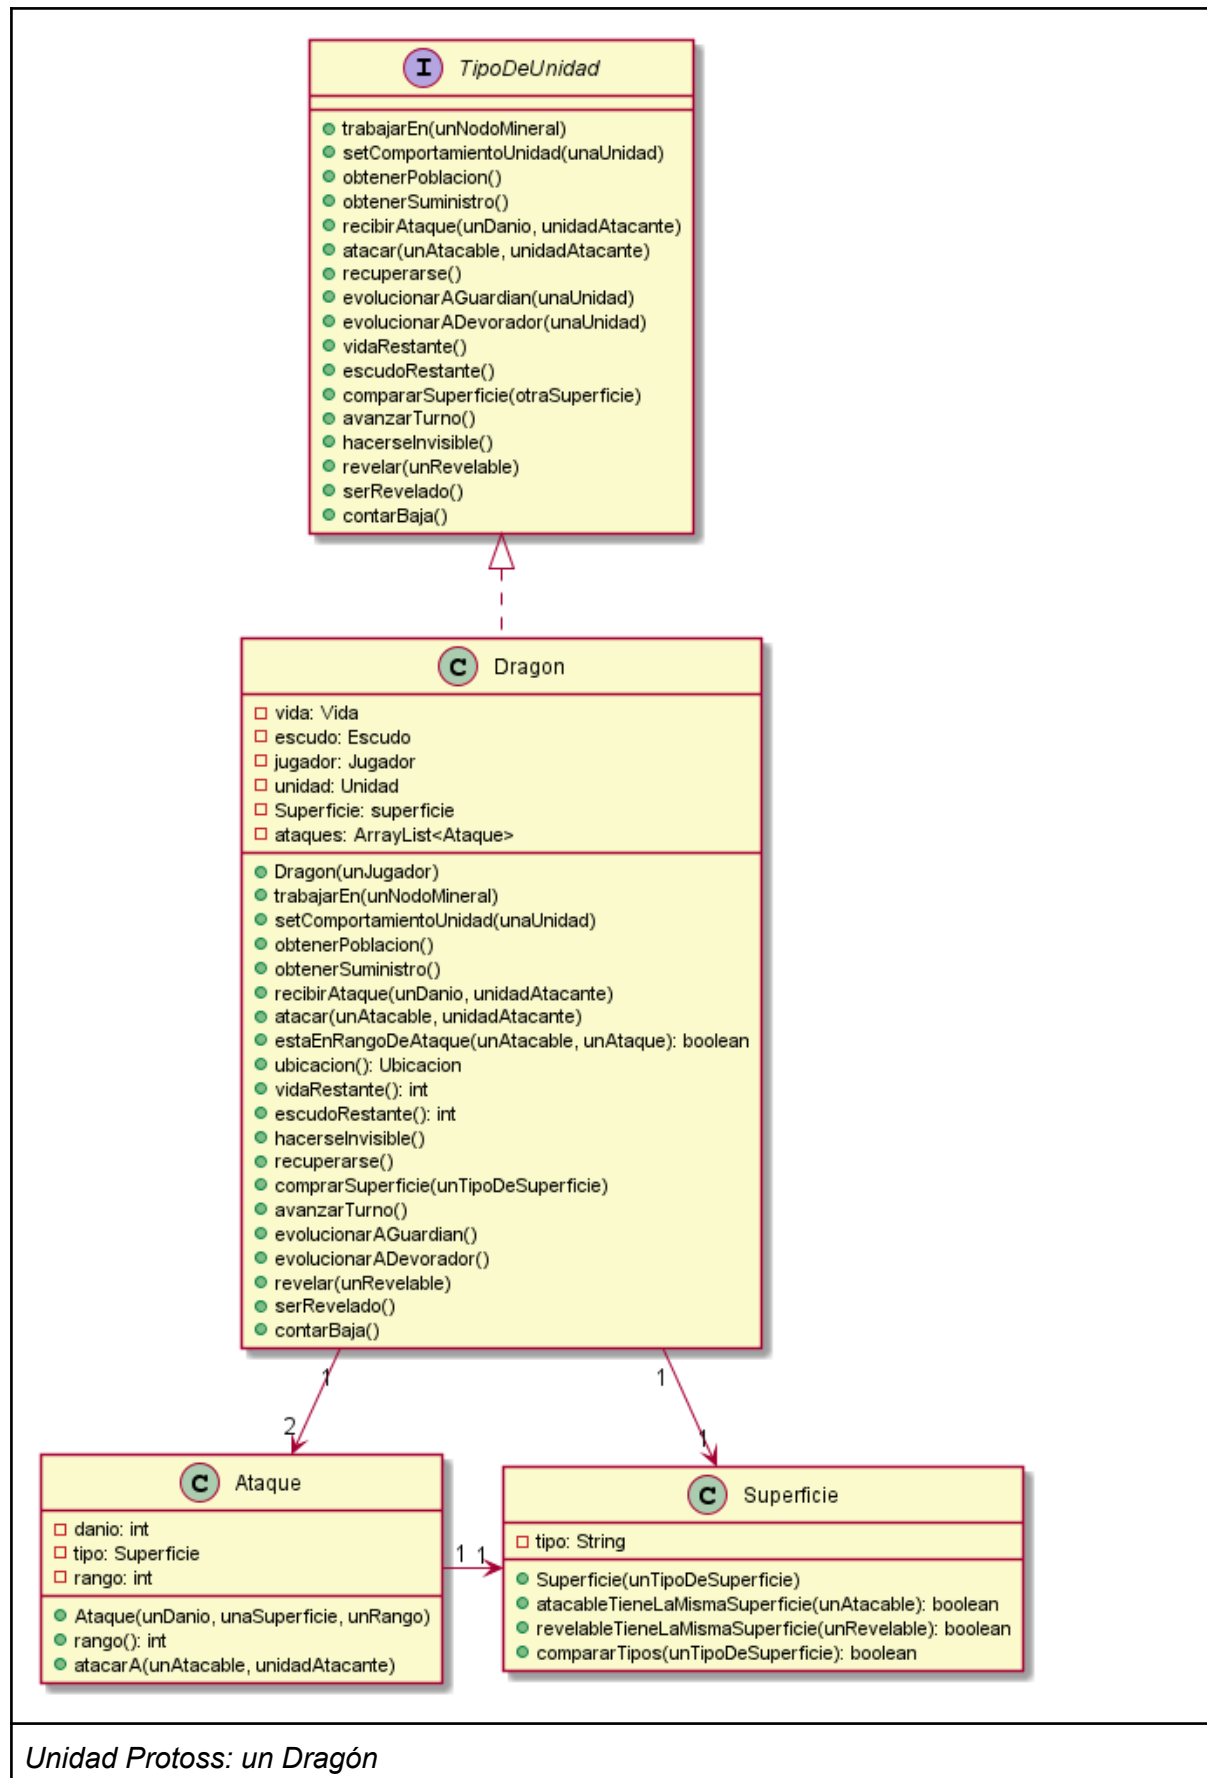 I TipoDeUnidad
trabajarEn(unNodoMineral)
setComportamientoUnidad(unaUnidad)
obtenerPoblacion()
obtenerSuministro()
recibirAtaque(unDanio, unidadAtacante)
atacar(unAtacable, unidadAtacante)
recuperarse()
evolucionarAGuardian(unaUnidad)
evolucionarADevorador(unaUnidad)
vidaRestante()
escudoRestante()
compararSuperficie(otraSuperficie)
avanzarTurno()
hacerseInvisible()
revelar(unRevelable)
serRevelado()
contarBaja()
C Dragon
vida: Vida
escudo: Escudo
jugador: Jugador
unidad: Unidad
Superficie: superficie
ataques: ArrayList<Ataque>
Dragon(unJugador)
trabajarEn(unNodoMineral)
setComportamientoUnidad(unaUnidad)
obtenerPoblacion()
obtenerSuministro()
recibirAtaque(unDanio, unidadAtacante)
atacar(unAtacable, unidadAtacante)
estaEnRangoDeAtaque(unAtacable, unAtaque): boolean
ubicacion(): Ubicacion
vidaRestante(): int
escudoRestante(): int
hacerseInvisible()
recuperarse()
comprarSuperficie(unTipoDeSuperficie)
avanzarTurno()
evolucionarAGuardian()
evolucionarADevorador()
revelar(unRevelable)
serRevelado()
contarBaja()
1 1
2 1
C Ataque
danio: int
tipo: Superficie
rango: int
Ataque(unDanio, unaSuperficie, unRango)
rango(): int
atacarA(unAtacable, unidadAtacante)
1 1
C Superficie
tipo: String
Superficie(unTipoDeSuperficie)
atacableTieneLaMismaSuperficie(unAtacable): boolean
revelableTieneLaMismaSuperficie(unRevelable): boolean
compararTipos(unTipoDeSuperficie): boolean
Unidad Protoss: un Dragón